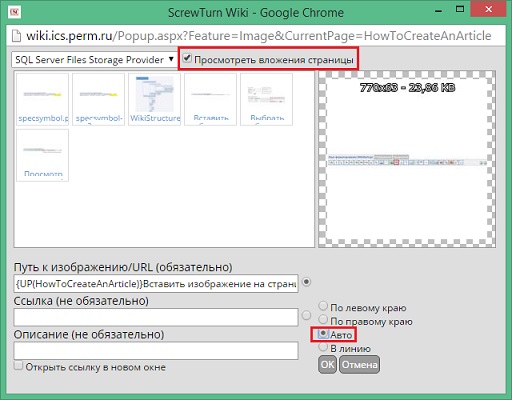 ScrewTurn Wiki - Google Chrome
wiki.ics.perm.ru/Popup.aspx?Feature=Image&CurrentPage=HowToCreateAnArticle
SQL Server Files Storage Provider
Просмотреть вложения страницы
specsymbol.p
specsymbol-
WikiStructure
Вставить
Выбрать
Просмотр
770x63 - 23,86 KB
Путь к изображению/URL (обязательно)
{UP(HowToCreateAnArticle)}Вставить изображение на страни
Ссылка (не обязательно)
Описание (не обязательно)
Открыть ссылку в новом окне
По левому краю
По правому краю
Авто
В линию
OK
Отмена